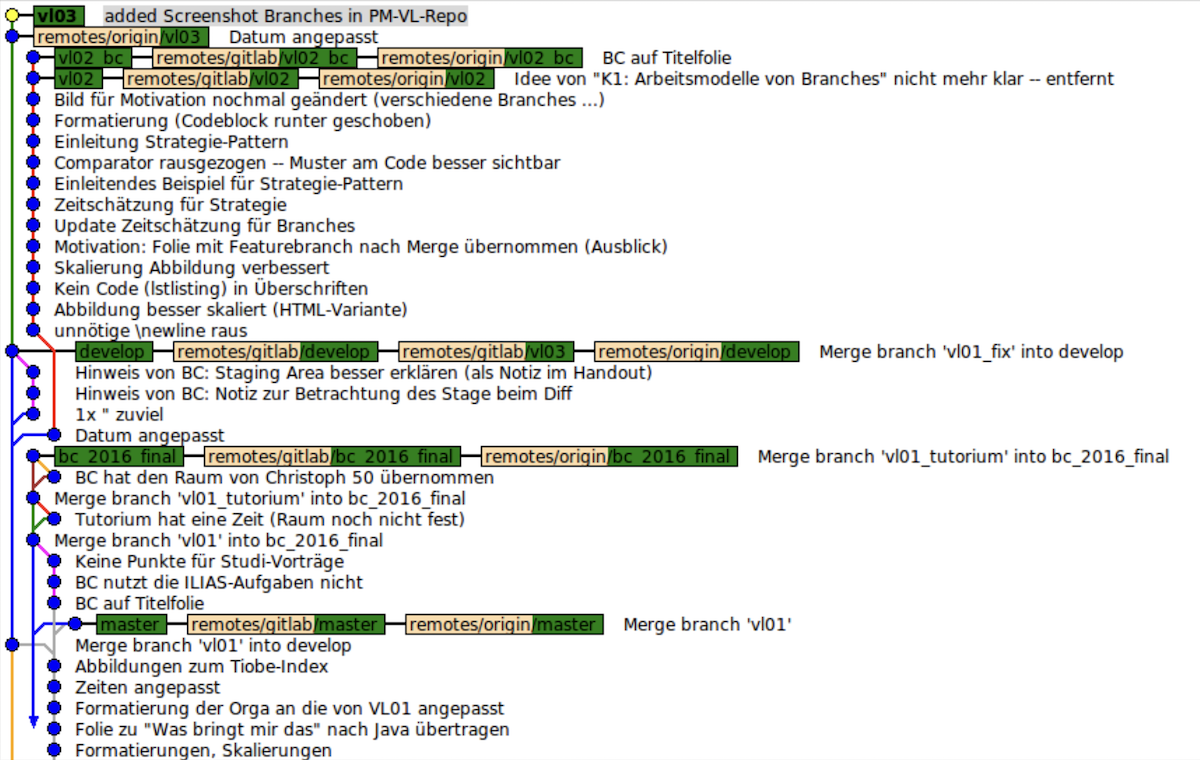 vl03 added Screenshot Branches in PM-VL-Repo
remotes/origin/vl03 Datum angepasst
vl02_bc remotes/gitlab/vl02_bc remotes/origin/vl02_bc BC auf Titelfolie
vl02 remotes/gitlab/vl02 remotes/origin/vl02 Idee von "K1: Arbeitsmodelle von Branches" nicht mehr klar -- entfernt
Bild für Motivation nochmal geändert (verschiedene Branches ...)
Formatierung (Codeblock runter geschoben)
Einleitung Strategie-Pattern
Comparator rausgezogen -- Muster am Code besser sichtbar
Einleitendes Beispiel für Strategie-Pattern
Zeitschätzung für Strategie
Update Zeitschätzung für Branches
Motivation: Folie mit Featurebranch nach Merge übernommen (Ausblick)
Skalierung Abbildung verbessert
Kein Code (lstlisting) in Überschriften
Abbildung besser skaliert (HTML-Variante)
unnötige \newline raus
develop remotes/gitlab/develop remotes/gitlab/vl03 remotes/origin/develop Merge branch 'vl01_fix' into develop
Hinweis von BC: Staging Area besser erklären (als Notiz im Handout)
Hinweis von BC: Notiz zur Betrachtung des Stage beim Diff
1x " zuviel
Datum angepasst
bc_2016_final remotes/gitlab/bc_2016_final remotes/origin/bc_2016_final Merge branch 'vl01_tutorium' into bc_2016_final
BC hat den Raum von Christoph 50 übernommen
Merge branch 'vl01_tutorium' into bc_2016_final
Tutorium hat eine Zeit (Raum noch nicht fest)
Merge branch 'vl01' into bc_2016_final
Keine Punkte für Studi-Vorträge
BC nutzt die ILIAS-Aufgaben nicht
BC auf Titelfolie
master remotes/gitlab/master remotes/origin/master Merge branch 'vl01'
Merge branch 'vl01' into develop
Abbildungen zum Tiobe-Index
Zeiten angepasst
Formatierung der Orga an die von VL01 angepasst
Folie zu "Was bringt mir das" nach Java übertragen
Formatierungen, Skalierungen